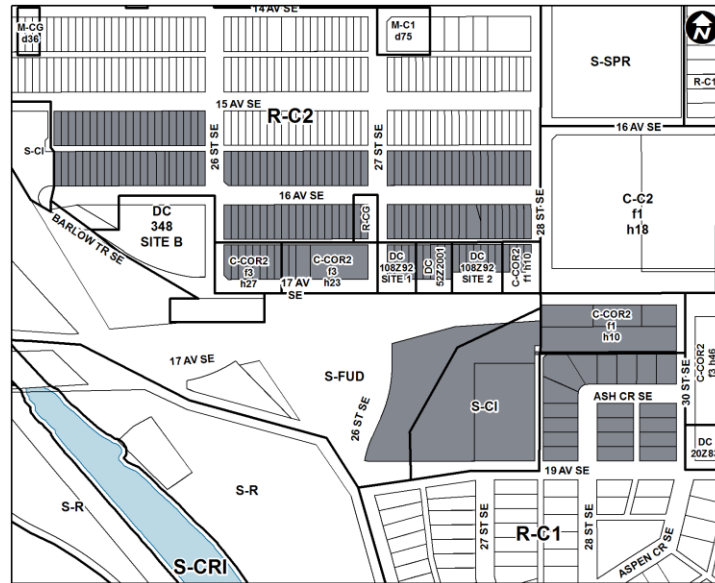 14 AV SE
M-CG
d36
M-C1
d75
N
S-SPR
R-C1
15 AV SE
R-C2
16 AV SE
S-CI
26 ST SE
27 ST SE
28 ST SE
16 AV SE
C-C2
f1
h18
BARLOW TR SE
DC
348
SITE B
R-CG
C-COR2
f3
h27
C-COR2
f3
h23
DC
108Z92
SITE 1
DC
52Z2001
DC
108Z92
SITE 2
C-COR2
f1 h10
17 AV
SE
C-COR2
f1
h10
C-COR2
f3 h46
17 AV SE
S-FUD
26 ST SE
S-CI
ASH CR SE
30 ST SE
DC
20Z83
19 AV SE
S-R
S-R
27 ST SE
R-C1
28 ST SE
S-CRI
ASPEN CR SE